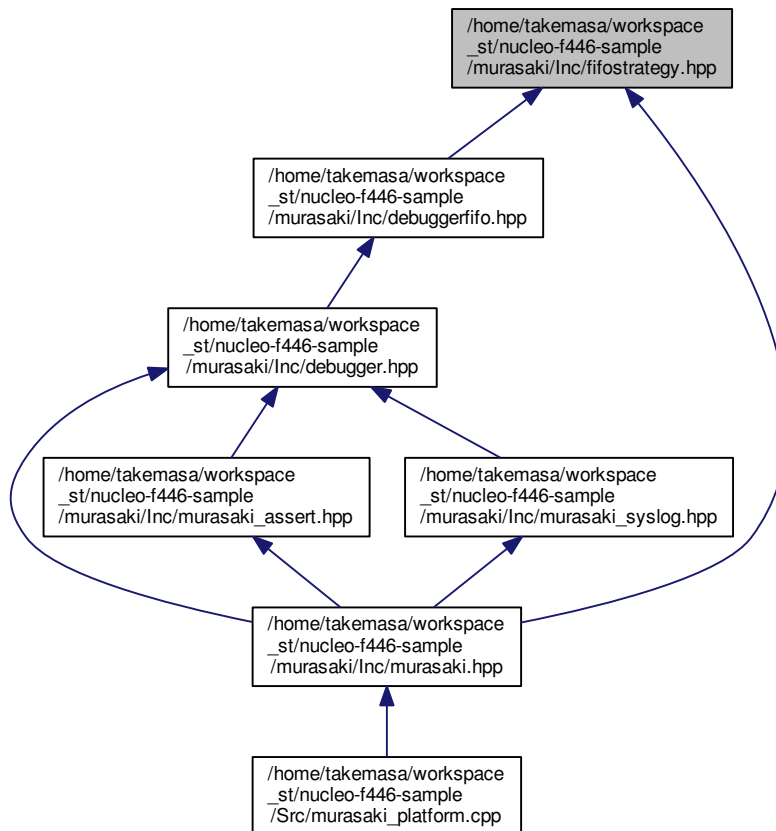 /home/takemasa/workspace
_st/nucleo-f446-sample
/murasaki/Inc/fifostrategy.hpp
/home/takemasa/workspace
_st/nucleo-f446-sample
/murasaki/Inc/debuggerfifo.hpp
/home/takemasa/workspace
_st/nucleo-f446-sample
/murasaki/Inc/debugger.hpp
/home/takemasa/workspace
_st/nucleo-f446-sample
/murasaki/Inc/murasaki_assert.hpp
/home/takemasa/workspace
_st/nucleo-f446-sample
/murasaki/Inc/murasaki_syslog.hpp
/home/takemasa/workspace
_st/nucleo-f446-sample
/murasaki/Inc/murasaki.hpp
/home/takemasa/workspace
_st/nucleo-f446-sample
/Src/murasaki_platform.cpp